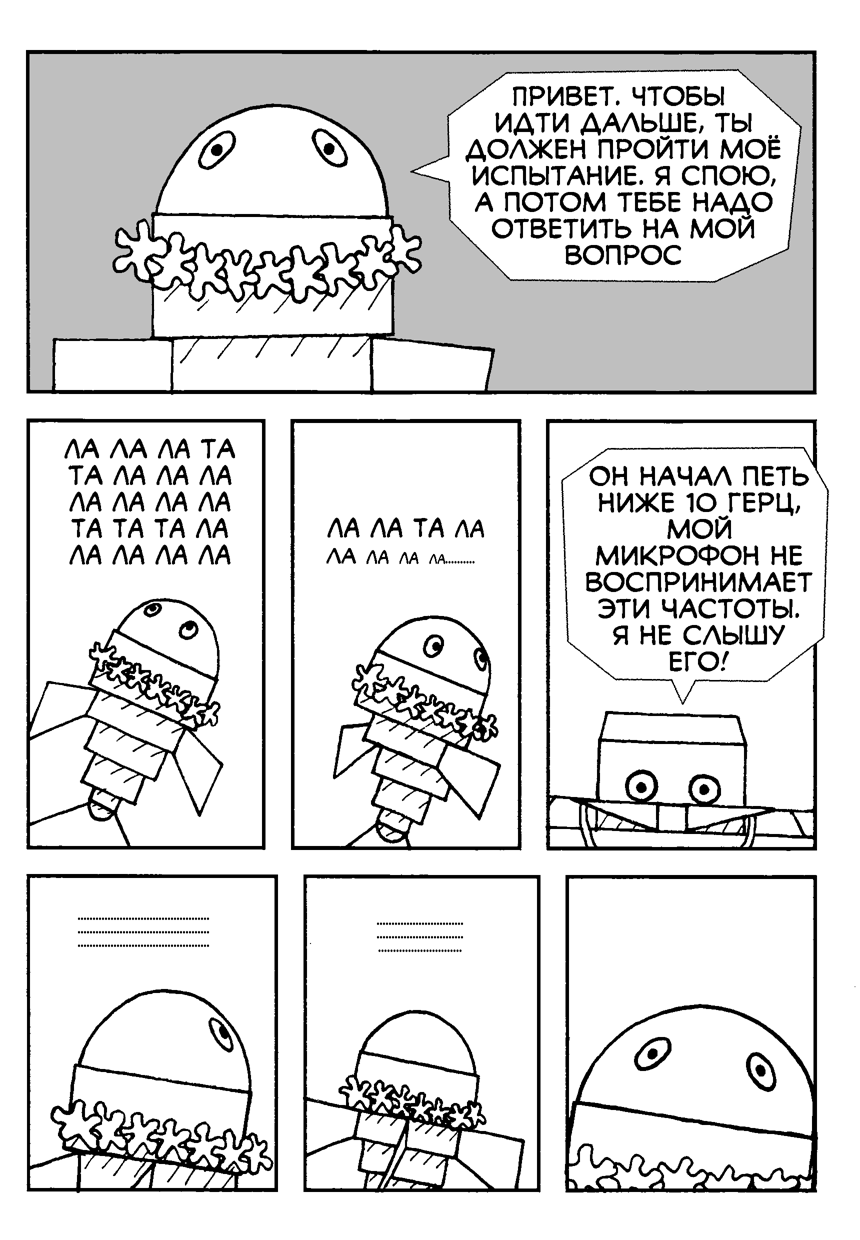 ПРИВЕТ. ЧТОБЫ
ИДТИ ДАЛЬШЕ, ТЫ
ДОЛЖЕН ПРОЙТИ МОЁ
ИСПЫТАНИЕ. Я СПОЮ,
А ПОТОМ ТЕБЕ НАДО
ОТВЕТИТЬ НА МОЙ
ВОПРОС
ЛА ЛА ЛА ТА
ТА ЛА ЛА ЛА
ЛА ЛА ЛА ЛА
ТА ТА ТА ЛА
ЛА ЛА ЛА ЛА
ЛА ЛА ТА ЛА
ЛА ЛА ЛА ЛА..........
ОН НАЧАЛ ПЕТЬ
НИЖЕ 10 ГЕРЦ,
МОЙ
МИКРОФОН НЕ
ВОСПРИНИМАЕТ
ЭТИ ЧАСТОТЫ.
Я НЕ СЛЫШУ
ЕГО!